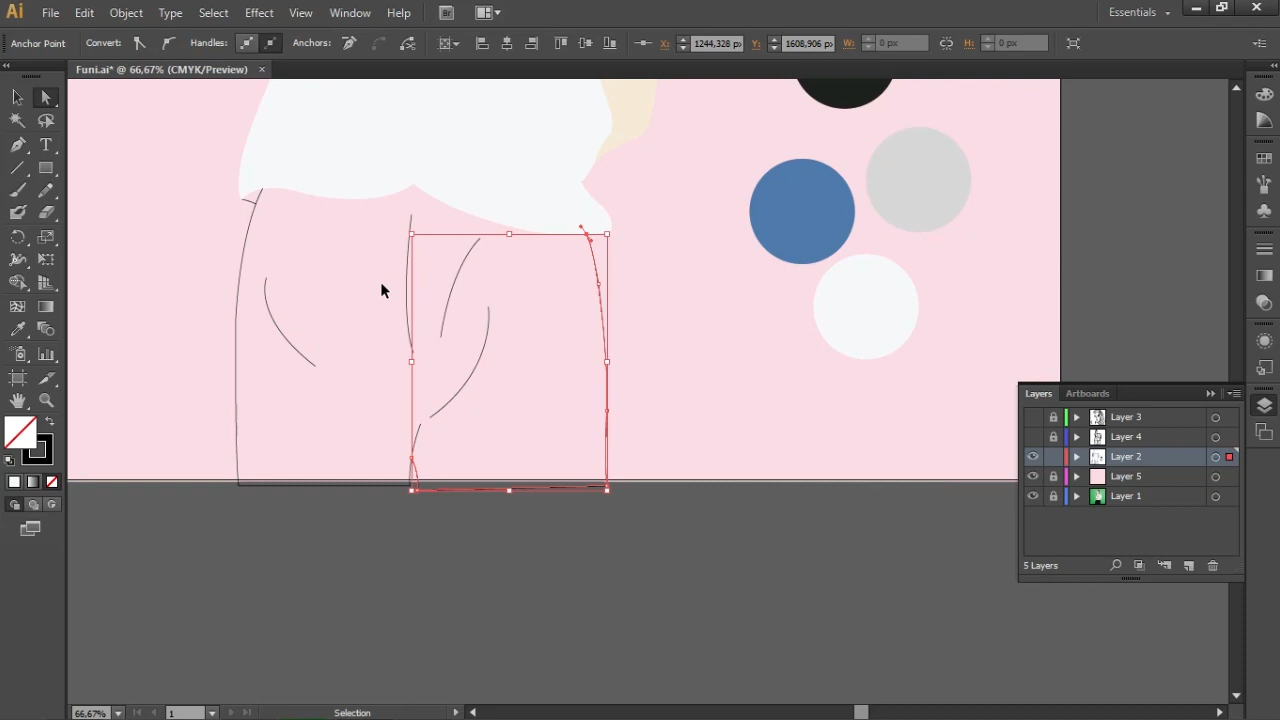 Ai File Edit Object Type Select Effect View Window Help Br Essentials
Anchor Point Convert: Handles: Anchors: X: 1244,328 px Y: 1608,906 px W: 0 px H: 0 px
Funi.ai* @ 66,67% (CMYK/Preview)
Layers Artboards
Layer 3
Layer 4
Layer 2
Layer 5
Layer 1
5 Layers
66,67% 1 Selection